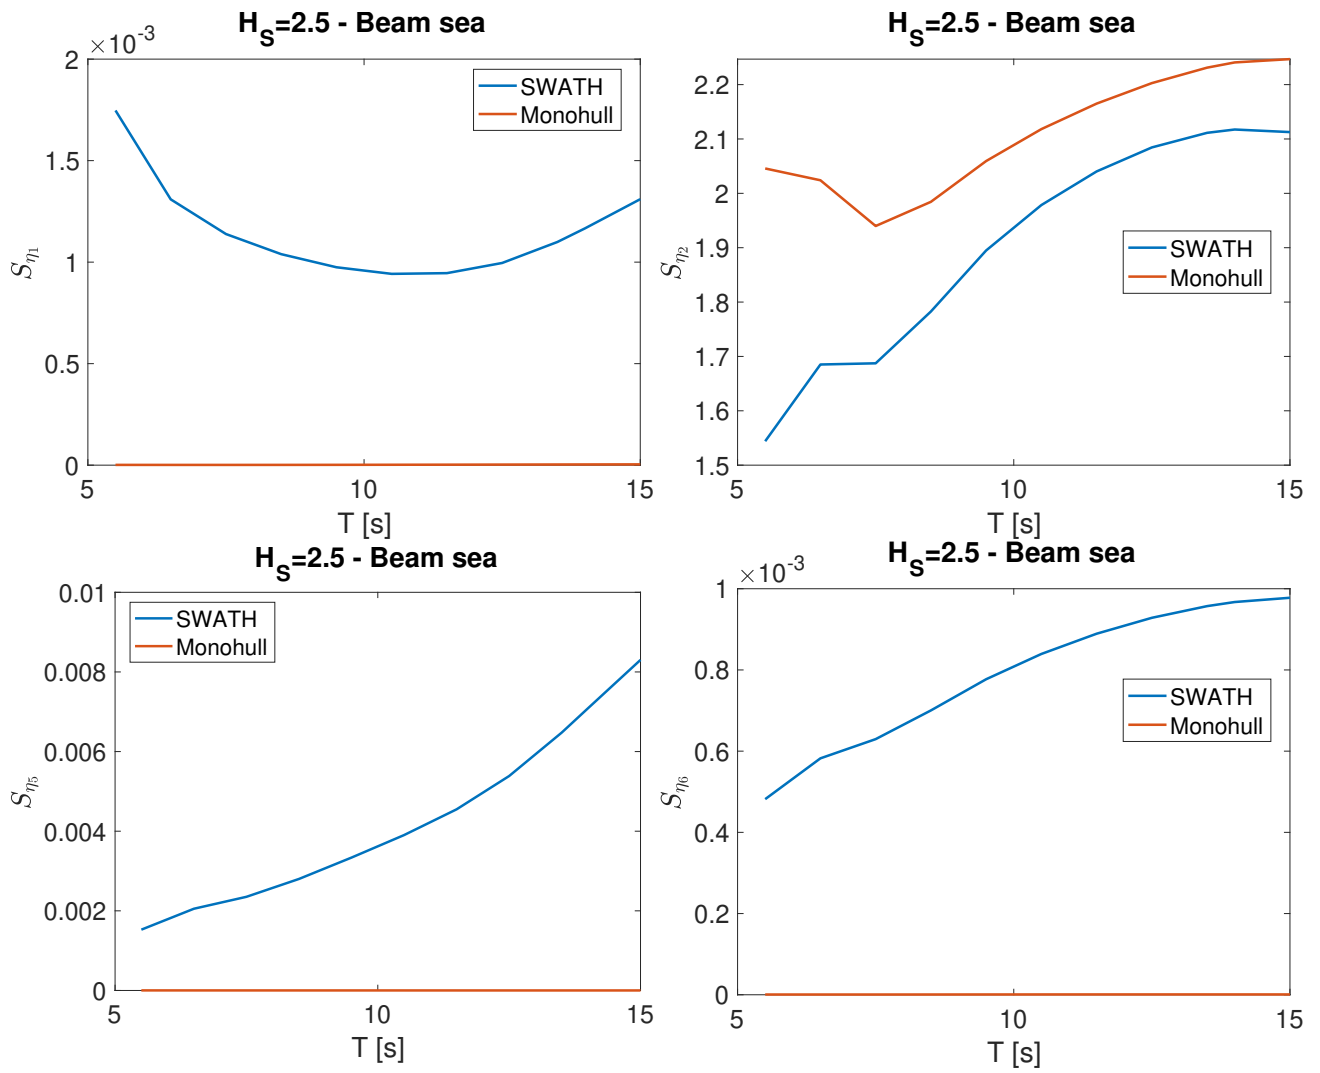 H_S=2.5 - Beam sea
×10^-3
2
1.5
1
0.5
0
5
10
15
T [s]
S_η1
SWATH
Monohull
H_S=2.5 - Beam sea
2.2
2.1
2
1.9
1.8
1.7
1.6
1.5
5
10
15
T [s]
S_η2
SWATH
Monohull
H_S=2.5 - Beam sea
0.01
0.008
0.006
0.004
0.002
0
5
10
15
T [s]
S_η5
SWATH
Monohull
H_S=2.5 - Beam sea
×10^-3
1
0.8
0.6
0.4
0.2
0
5
10
15
T [s]
S_η6
SWATH
Monohull